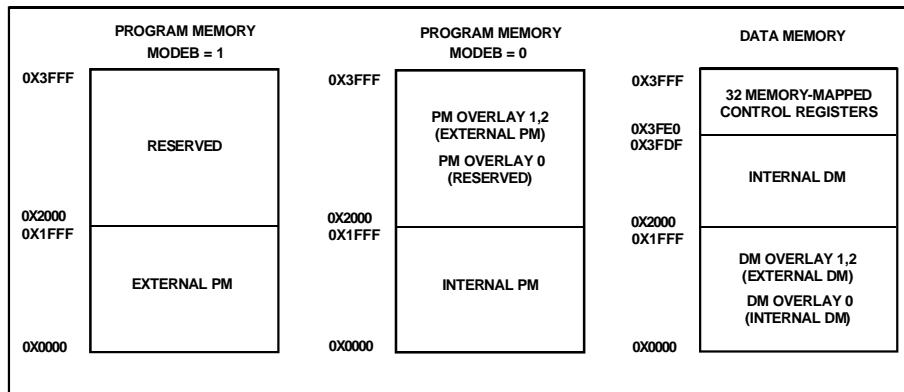 PROGRAM MEMORY
MODEB = 1
0X3FFF
RESERVED
0X2000
0X1FFF
EXTERNAL PM
0X0000
PROGRAM MEMORY
MODEB = 0
0X3FFF
PM OVERLAY 1,2
(EXTERNAL PM)
PM OVERLAY 0
(RESERVED)
0X2000
0X1FFF
INTERNAL PM
0X0000
DATA MEMORY
0X3FFF
32 MEMORY-MAPPED
CONTROL REGISTERS
0X3FE0
0X3FDF
INTERNAL DM
0X2000
0X1FFF
DM OVERLAY 1,2
(EXTERNAL DM)
DM OVERLAY 0
(INTERNAL DM)
0X0000